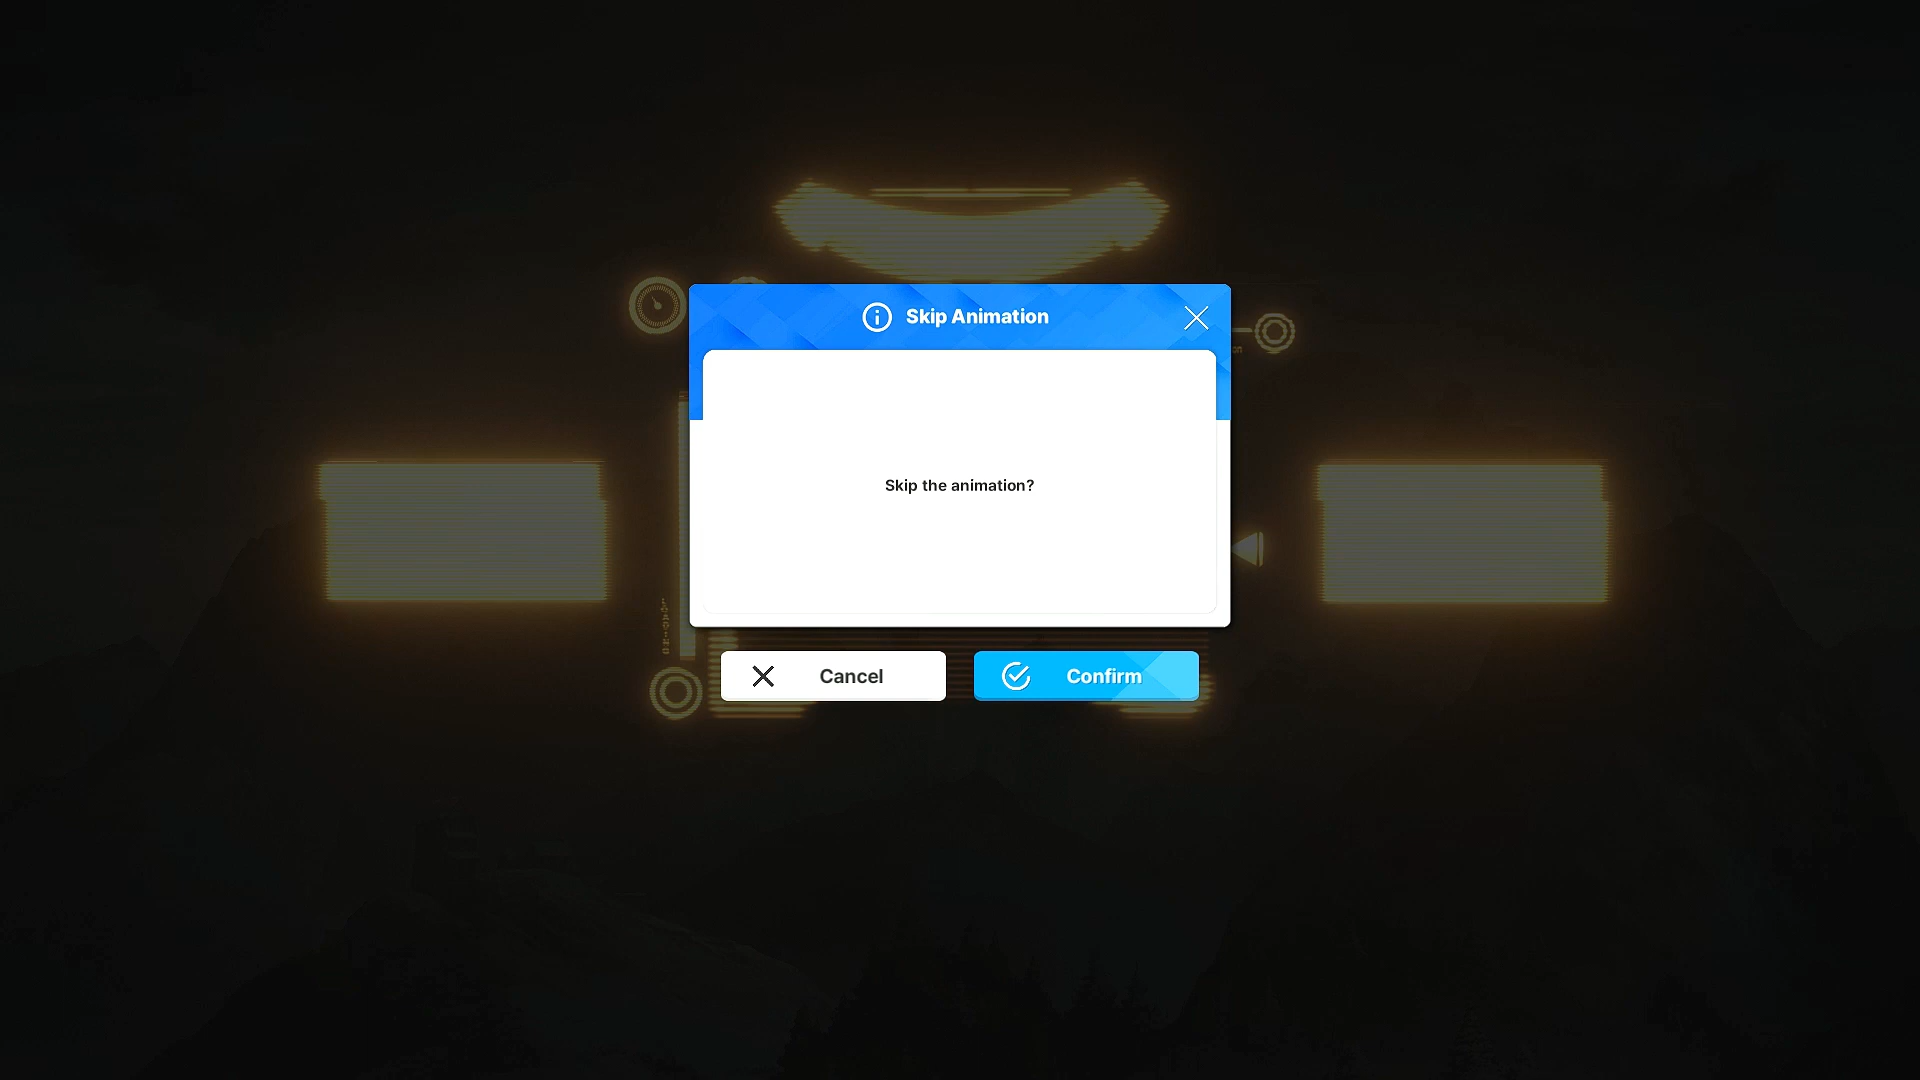 Skip Animation
Skip the animation?
Cancel
Confirm